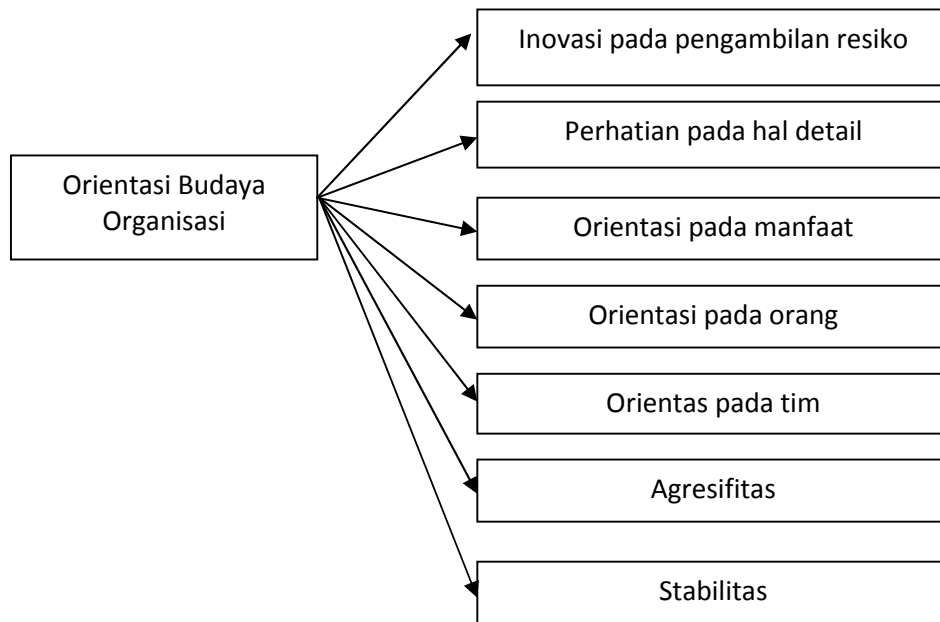 Inovasi pada pengambilan resiko
Perhatian pada hal detail
Orientasi Budaya
Organisasi
Orientasi pada manfaat
Orientasi pada orang
Orientas pada tim
Agresifitas
Stabilitas